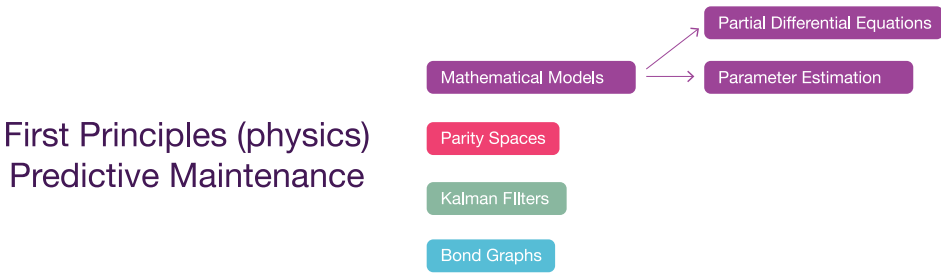 First Principles (physics)
Predictive Maintenance
Mathematical Models
Partial Differential Equations
Parameter Estimation
Parity Spaces
Kalman FIlters
Bond Graphs